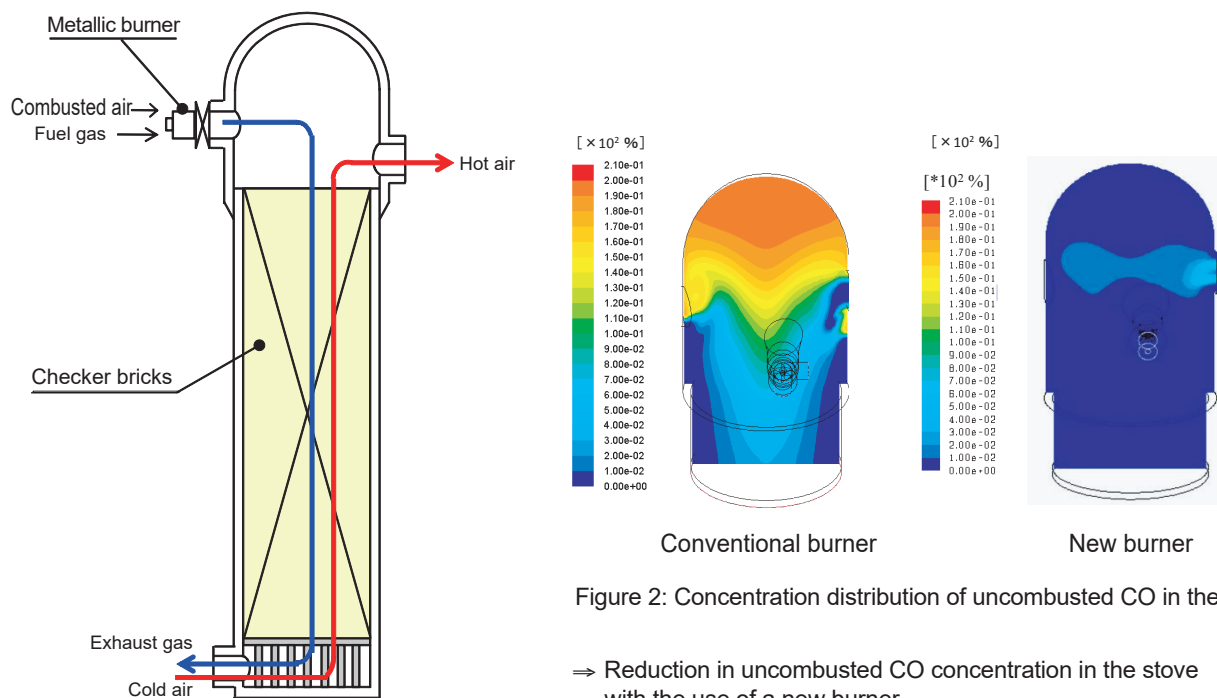 Metallic burner
Combusted air
Fuel gas
Hot air
Checker bricks
Exhaust gas
Cold air
[ ×10² %]
2.10e-01
2.00e-01
1.90e-01
1.80e-01
1.70e-01
1.60e-01
1.50e-01
1.40e-01
1.30e-01
1.20e-01
1.10e-01
1.00e-01
9.00e-02
8.00e-02
7.00e-02
6.00e-02
5.00e-02
4.00e-02
3.00e-02
2.00e-02
1.00e-02
0.00e+00
Conventional burner
[ ×10² %]
[*10² %]
2.10e-01
2.00e-01
1.90e-01
1.80e-01
1.70e-01
1.60e-01
1.50e-01
1.40e-01
1.30e-01
1.20e-01
1.10e-01
1.00e-01
9.00e-02
8.00e-02
7.00e-02
6.00e-02
5.00e-02
4.00e-02
3.00e-02
2.00e-02
1.00e-02
0.00e+00
New burner
Figure 2: Concentration distribution of uncombusted CO in the
⇒ Reduction in uncombusted CO concentration in the stove
with the use of a new burner